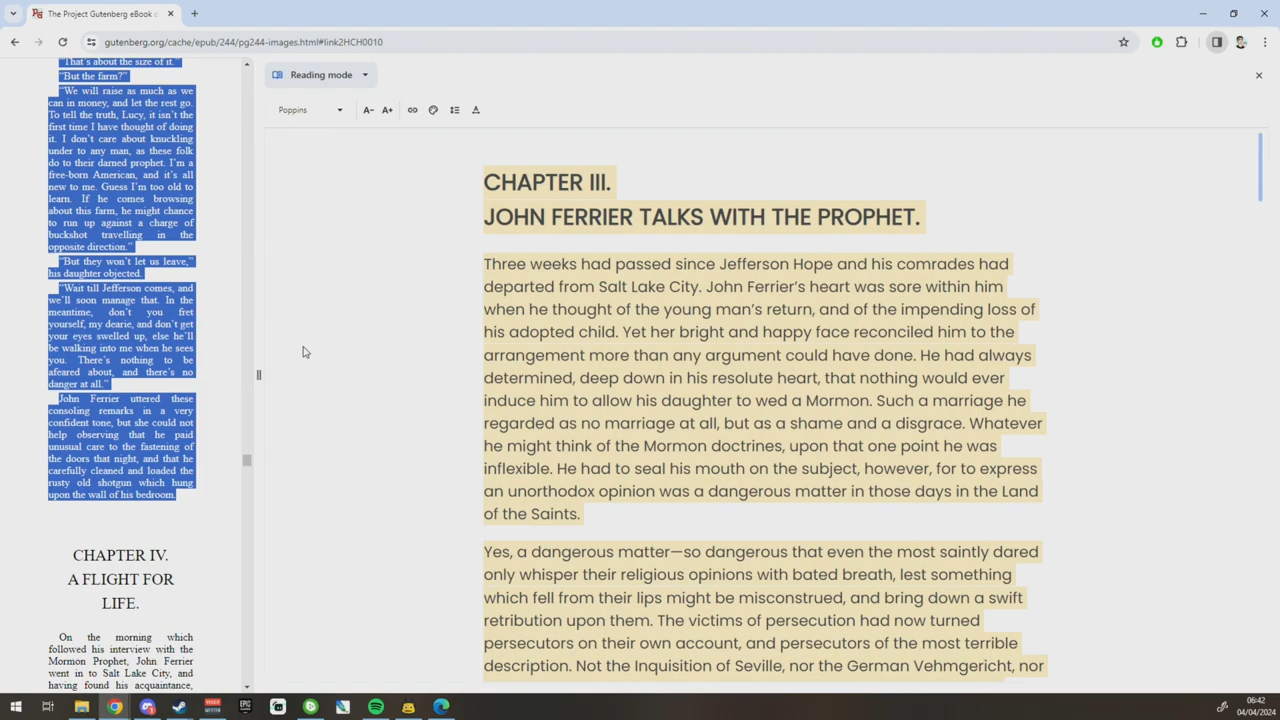 The Project Gutenberg eBook o
gutenberg.org/cache/epub/244/pg244-images.html#link2HCH0010
“That’s about the size of it.”
“But the farm?”
“We will raise as much as we
can in money, and let the rest go.
To tell the truth, Lucy, it isn’t the
first time I have thought of doing
it. I don’t care about knuckling
under to any man, as these folk
do to their darned prophet. I’m a
free-born American, and it’s all
new to me. Guess I’m too old to
learn. If he comes browsing
about this farm, he might chance
to run up against a charge of
buckshot travelling in the
opposite direction.”
“But they won’t let us leave,”
his daughter objected.
“Wait till Jefferson comes, and
we’ll soon manage that. In the
meantime, don’t you fret
yourself, my dearie, and don’t get
your eyes swelled up, else he’ll
be walking into me when he sees
you. There’s nothing to be
afeared about, and there’s no
danger at all.”
John Ferrier uttered these
consoling remarks in a very
confident tone, but she could not
help observing that he paid
unusual care to the fastening of
the doors that night, and that he
carefully cleaned and loaded the
rusty old shotgun which hung
upon the wall of his bedroom.
CHAPTER IV.
A FLIGHT FOR
LIFE.
On the morning which
followed his interview with the
Mormon Prophet, John Ferrier
went in to Salt Lake City, and
having found his acquaintance,
Reading mode
Poppins
A− A+
CHAPTER III.
JOHN FERRIER TALKS WITH THE PROPHET.
Three weeks had passed since Jefferson Hope and his comrades had
departed from Salt Lake City. John Ferrier’s heart was sore within him
when he thought of the young man’s return, and of the impending loss of
his adopted child. Yet her bright and happy face reconciled him to the
arrangement more than any argument could have done. He had always
determined, deep down in his resolute heart, that nothing would ever
induce him to allow his daughter to wed a Mormon. Such a marriage he
regarded as no marriage at all, but as a shame and a disgrace. Whatever
he might think of the Mormon doctrines, upon that one point he was
inflexible. He had to seal his mouth on the subject, however, for to express
an unorthodox opinion was a dangerous matter in those days in the Land
of the Saints.
Yes, a dangerous matter—so dangerous that even the most saintly dared
only whisper their religious opinions with bated breath, lest something
which fell from their lips might be misconstrued, and bring down a swift
retribution upon them. The victims of persecution had now turned
persecutors on their own account, and persecutors of the most terrible
description. Not the Inquisition of Seville, nor the German Vehmgericht, nor
06:42
04/04/2024